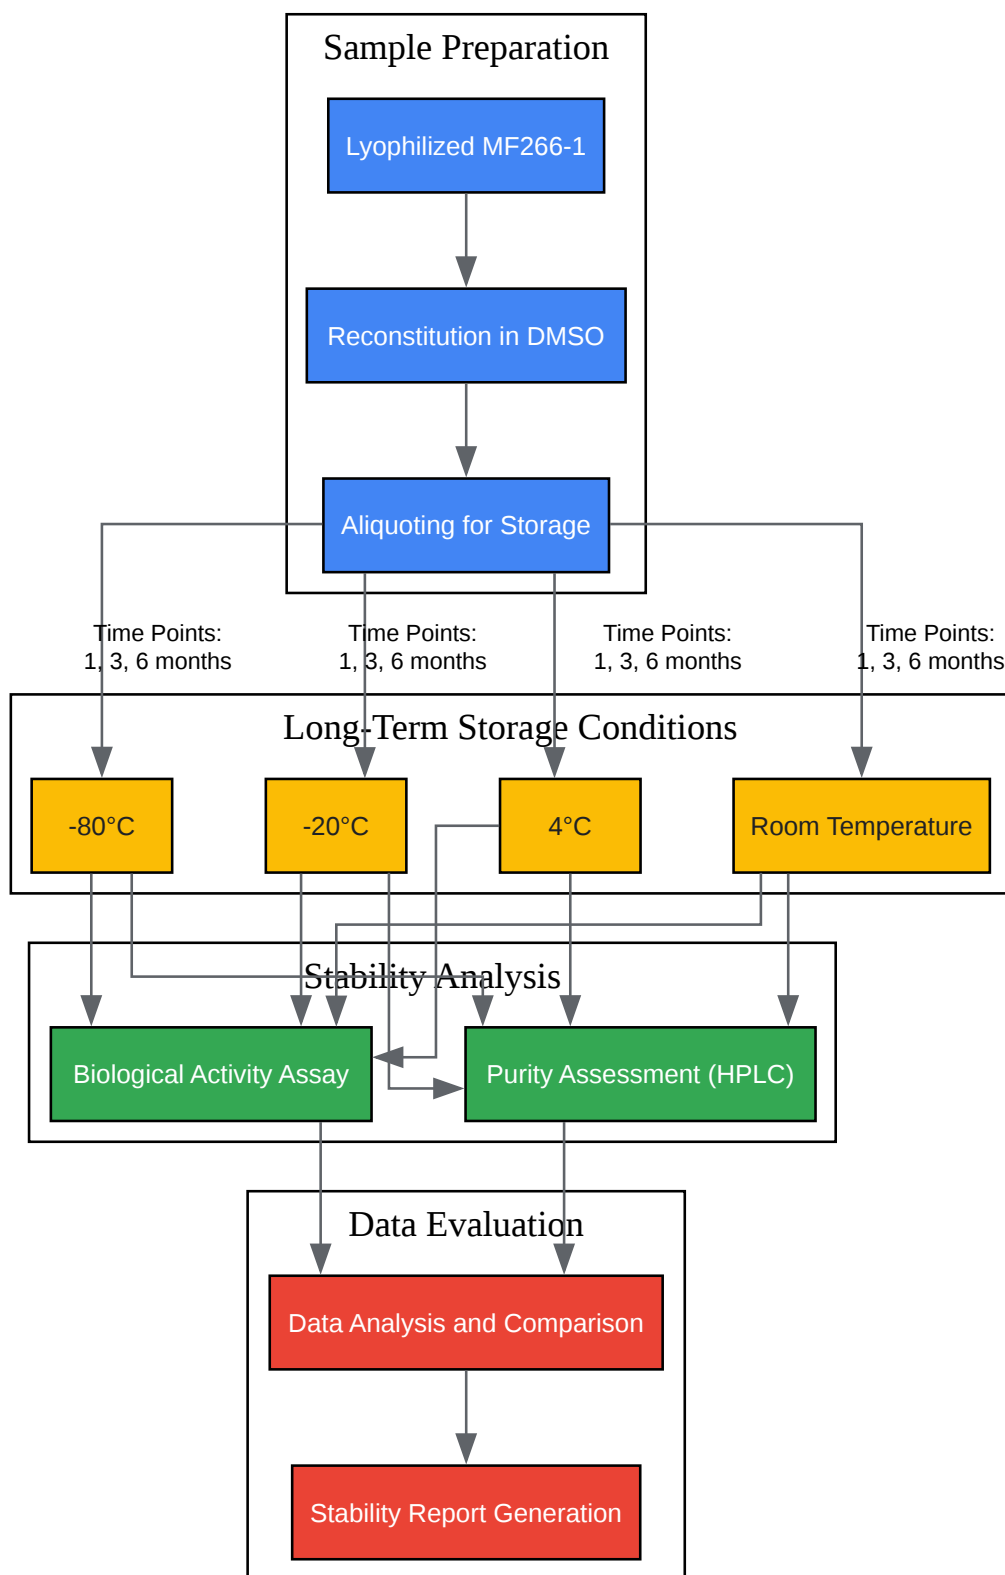 Sample Preparation
Lyophilized MF266-1
Reconstitution in DMSO
Aliquoting for Storage
Time Points:
1, 3, 6 months
Time Points:
1, 3, 6 months
Time Points:
1, 3, 6 months
Time Points:
1, 3, 6 months
Long-Term Storage Conditions
-80°C
-20°C
4°C
Room Temperature
Stability Analysis
Biological Activity Assay
Purity Assessment (HPLC)
Data Evaluation
Data Analysis and Comparison
Stability Report Generation